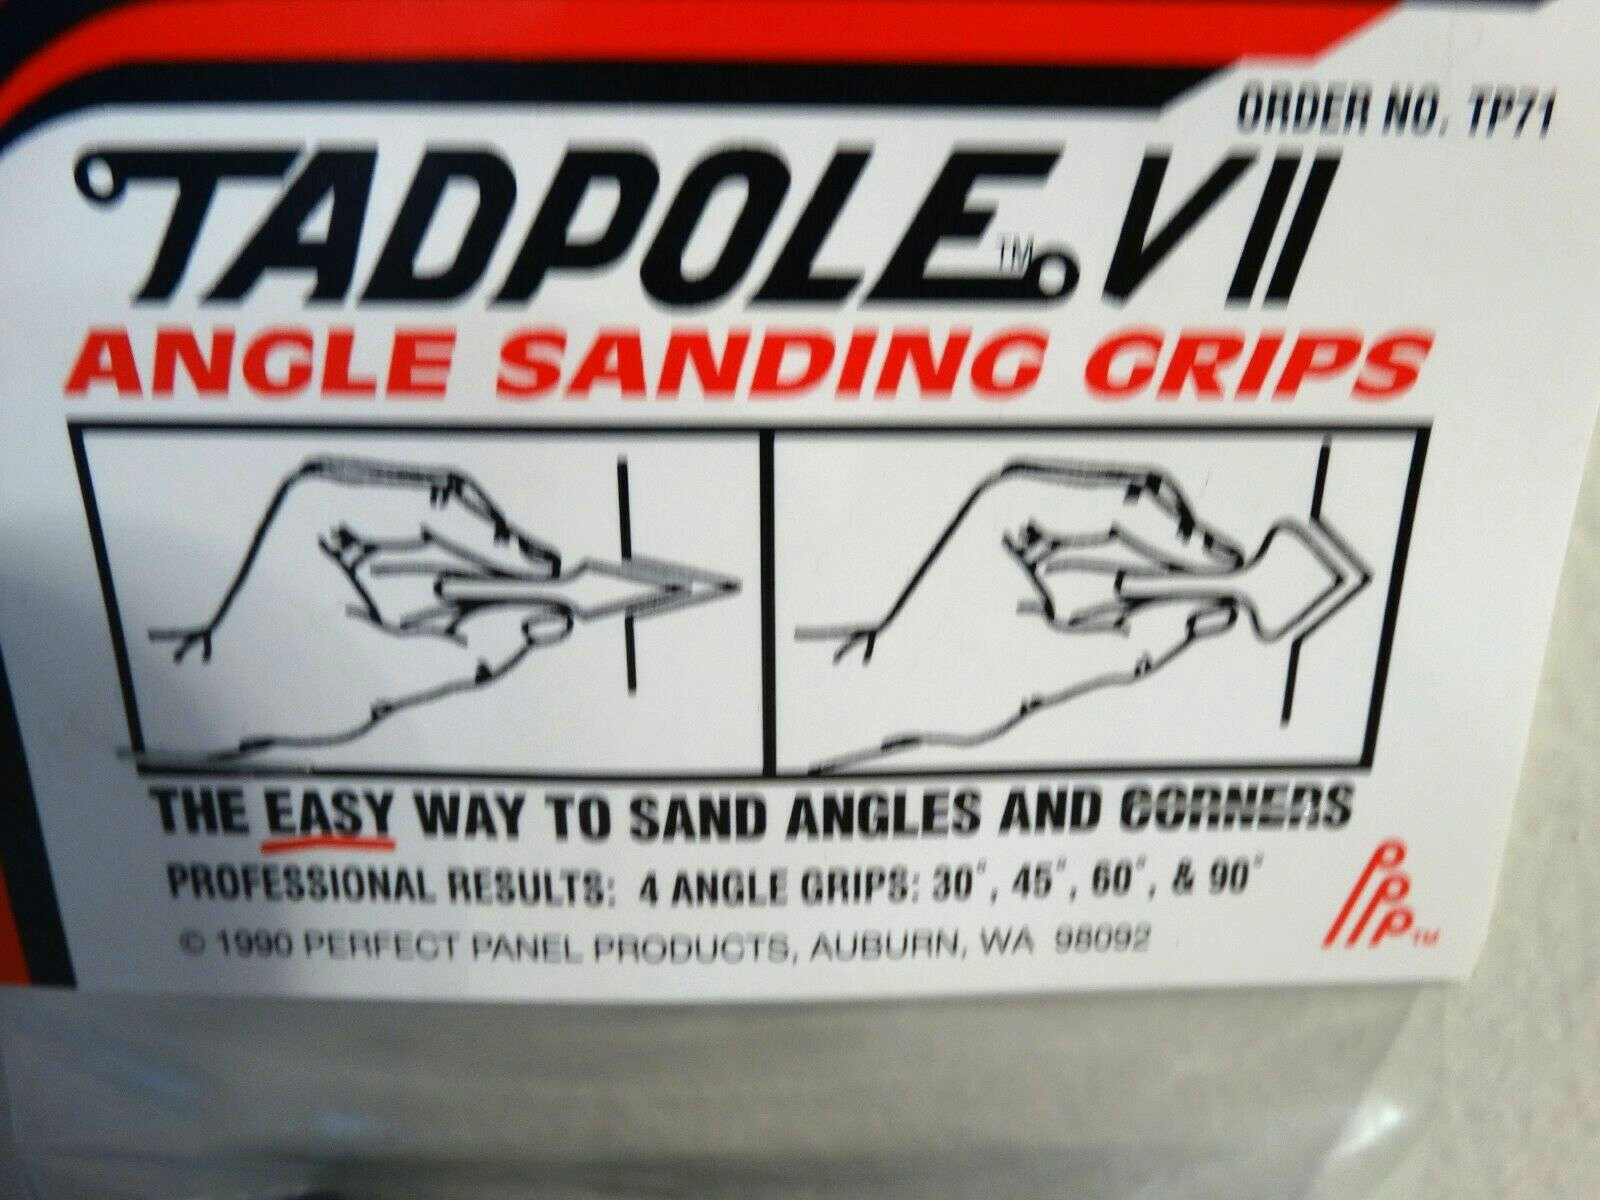 ORDER NO. TP71
TADPOLE™ VII
ANGLE SANDING GRIPS
THE EASY WAY TO SAND ANGLES AND CORNERS
PROFESSIONAL RESULTS: 4 ANGLE GRIPS: 30°, 45°, 60°, & 90°
© 1990 PERFECT PANEL PRODUCTS, AUBURN, WA 98092
PPP™